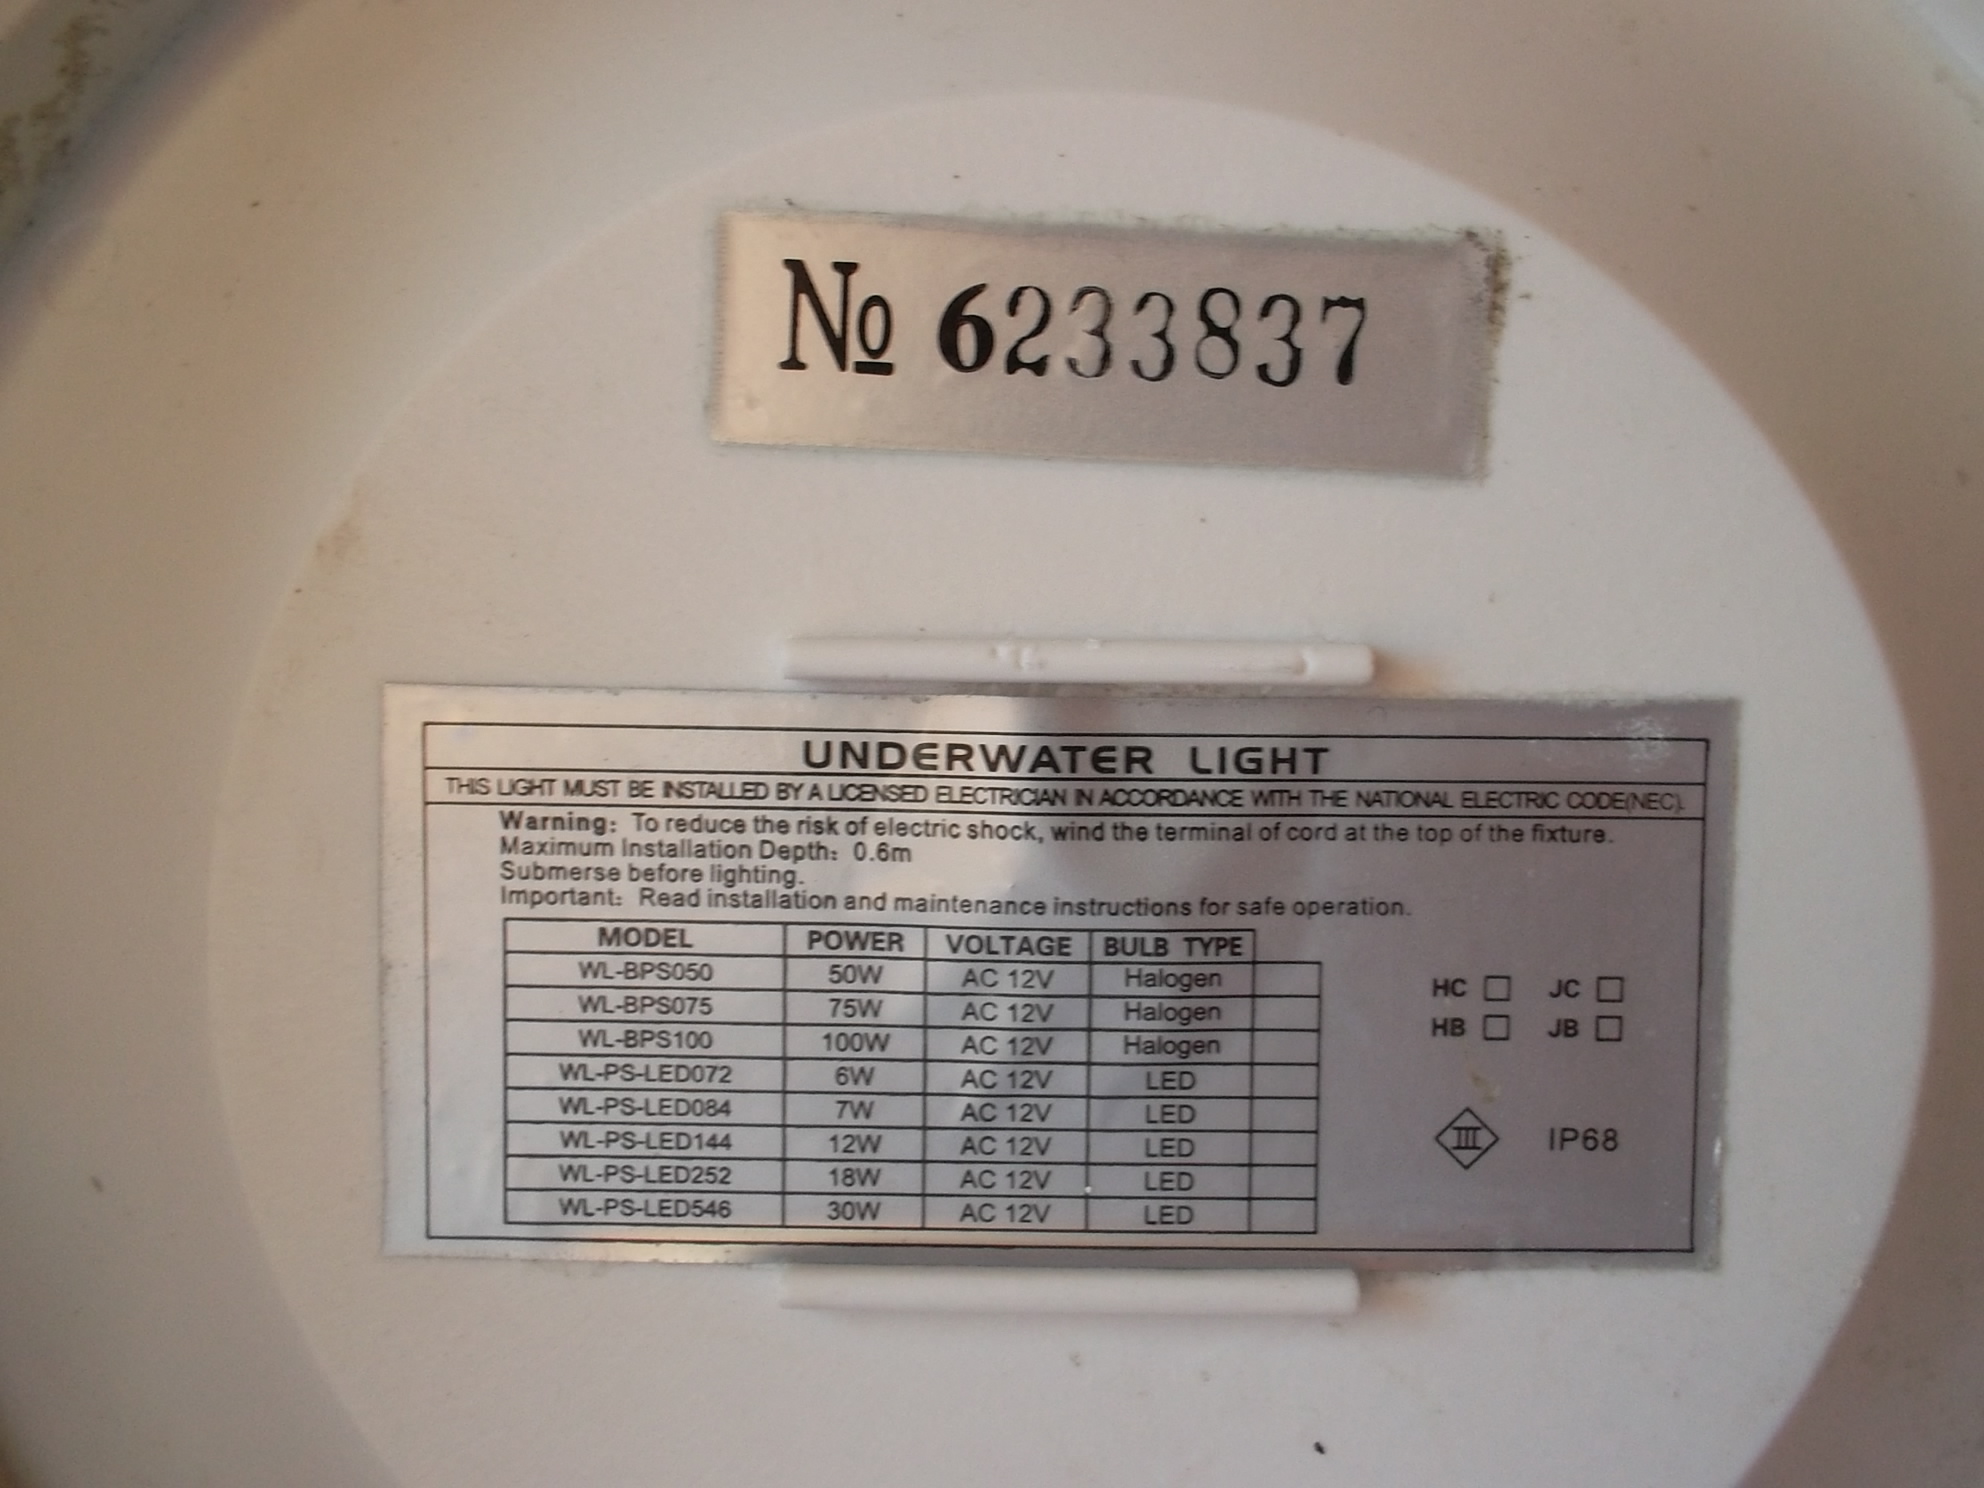 № 6233837
UNDERWATER LIGHT
THIS LIGHT MUST BE INSTALLED BY A LICENSED ELECTRICIAN IN ACCORDANCE WITH THE NATIONAL ELECTRIC CODE(NEC).
Warning: To reduce the risk of electric shock, wind the terminal of cord at the top of the fixture.
Maximum Installation Depth: 0.6m
Submerse before lighting.
Important: Read installation and maintenance instructions for safe operation.
MODEL POWER VOLTAGE BULB TYPE
WL-BPS050 50W AC 12V Halogen
WL-BPS075 75W AC 12V Halogen
WL-BPS100 100W AC 12V Halogen
WL-PS-LED072 6W AC 12V LED
WL-PS-LED084 7W AC 12V LED
WL-PS-LED144 12W AC 12V LED
WL-PS-LED252 18W AC 12V LED
WL-PS-LED546 30W AC 12V LED
HC □ JC □
HB □ JB □
III IP68